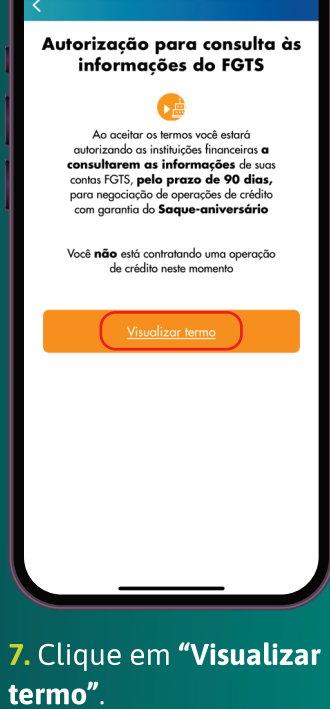 Autorização para consulta às
informações do FGTS
Ao aceitar os termos você estará
autorizando as instituições financeiras a
consultarem as informações de suas
contas FGTS, pelo prazo de 90 dias,
para negociação de operações de crédito
com garantia do Saque-aniversário
Você não está contratando uma operação
de crédito neste momento
Visualizar termo
7. Clique em “Visualizar
termo”.